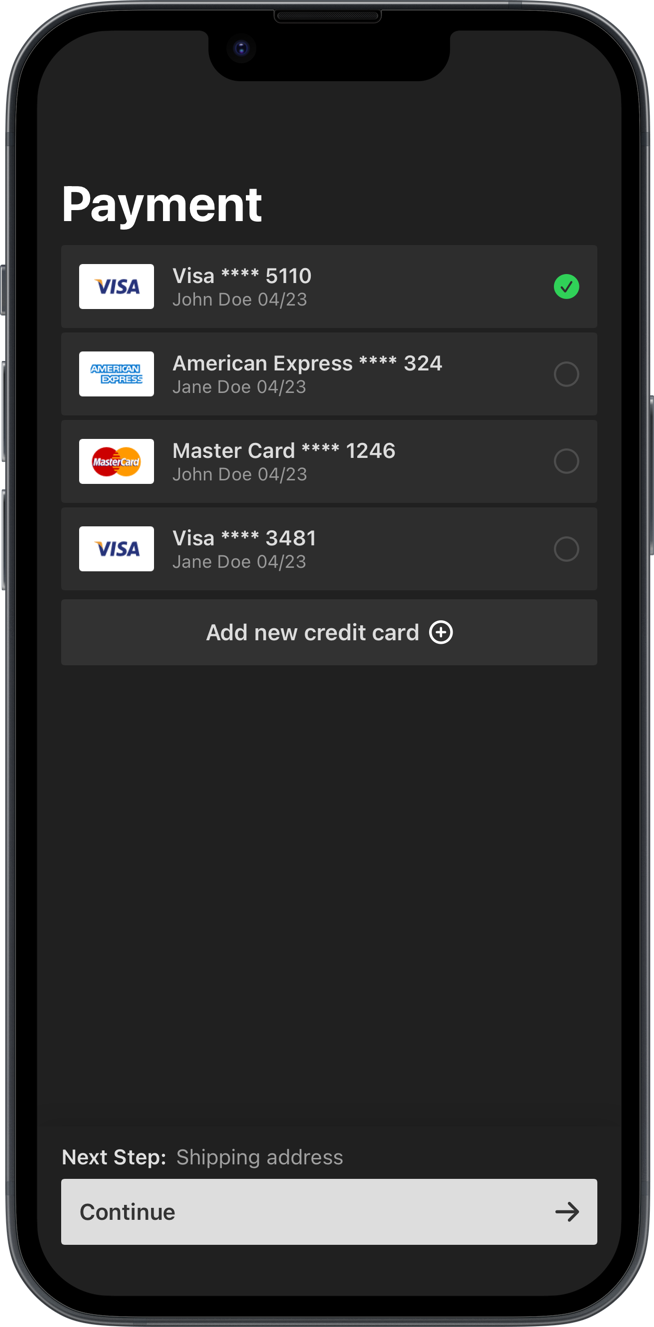 Payment
VISA
Visa **** 5110
John Doe 04/23
AMERICAN
EXPRESS
American Express **** 324
Jane Doe 04/23
MasterCard
Master Card **** 1246
John Doe 04/23
VISA
Visa **** 3481
Jane Doe 04/23
Add new credit card
Next Step: Shipping address
Continue